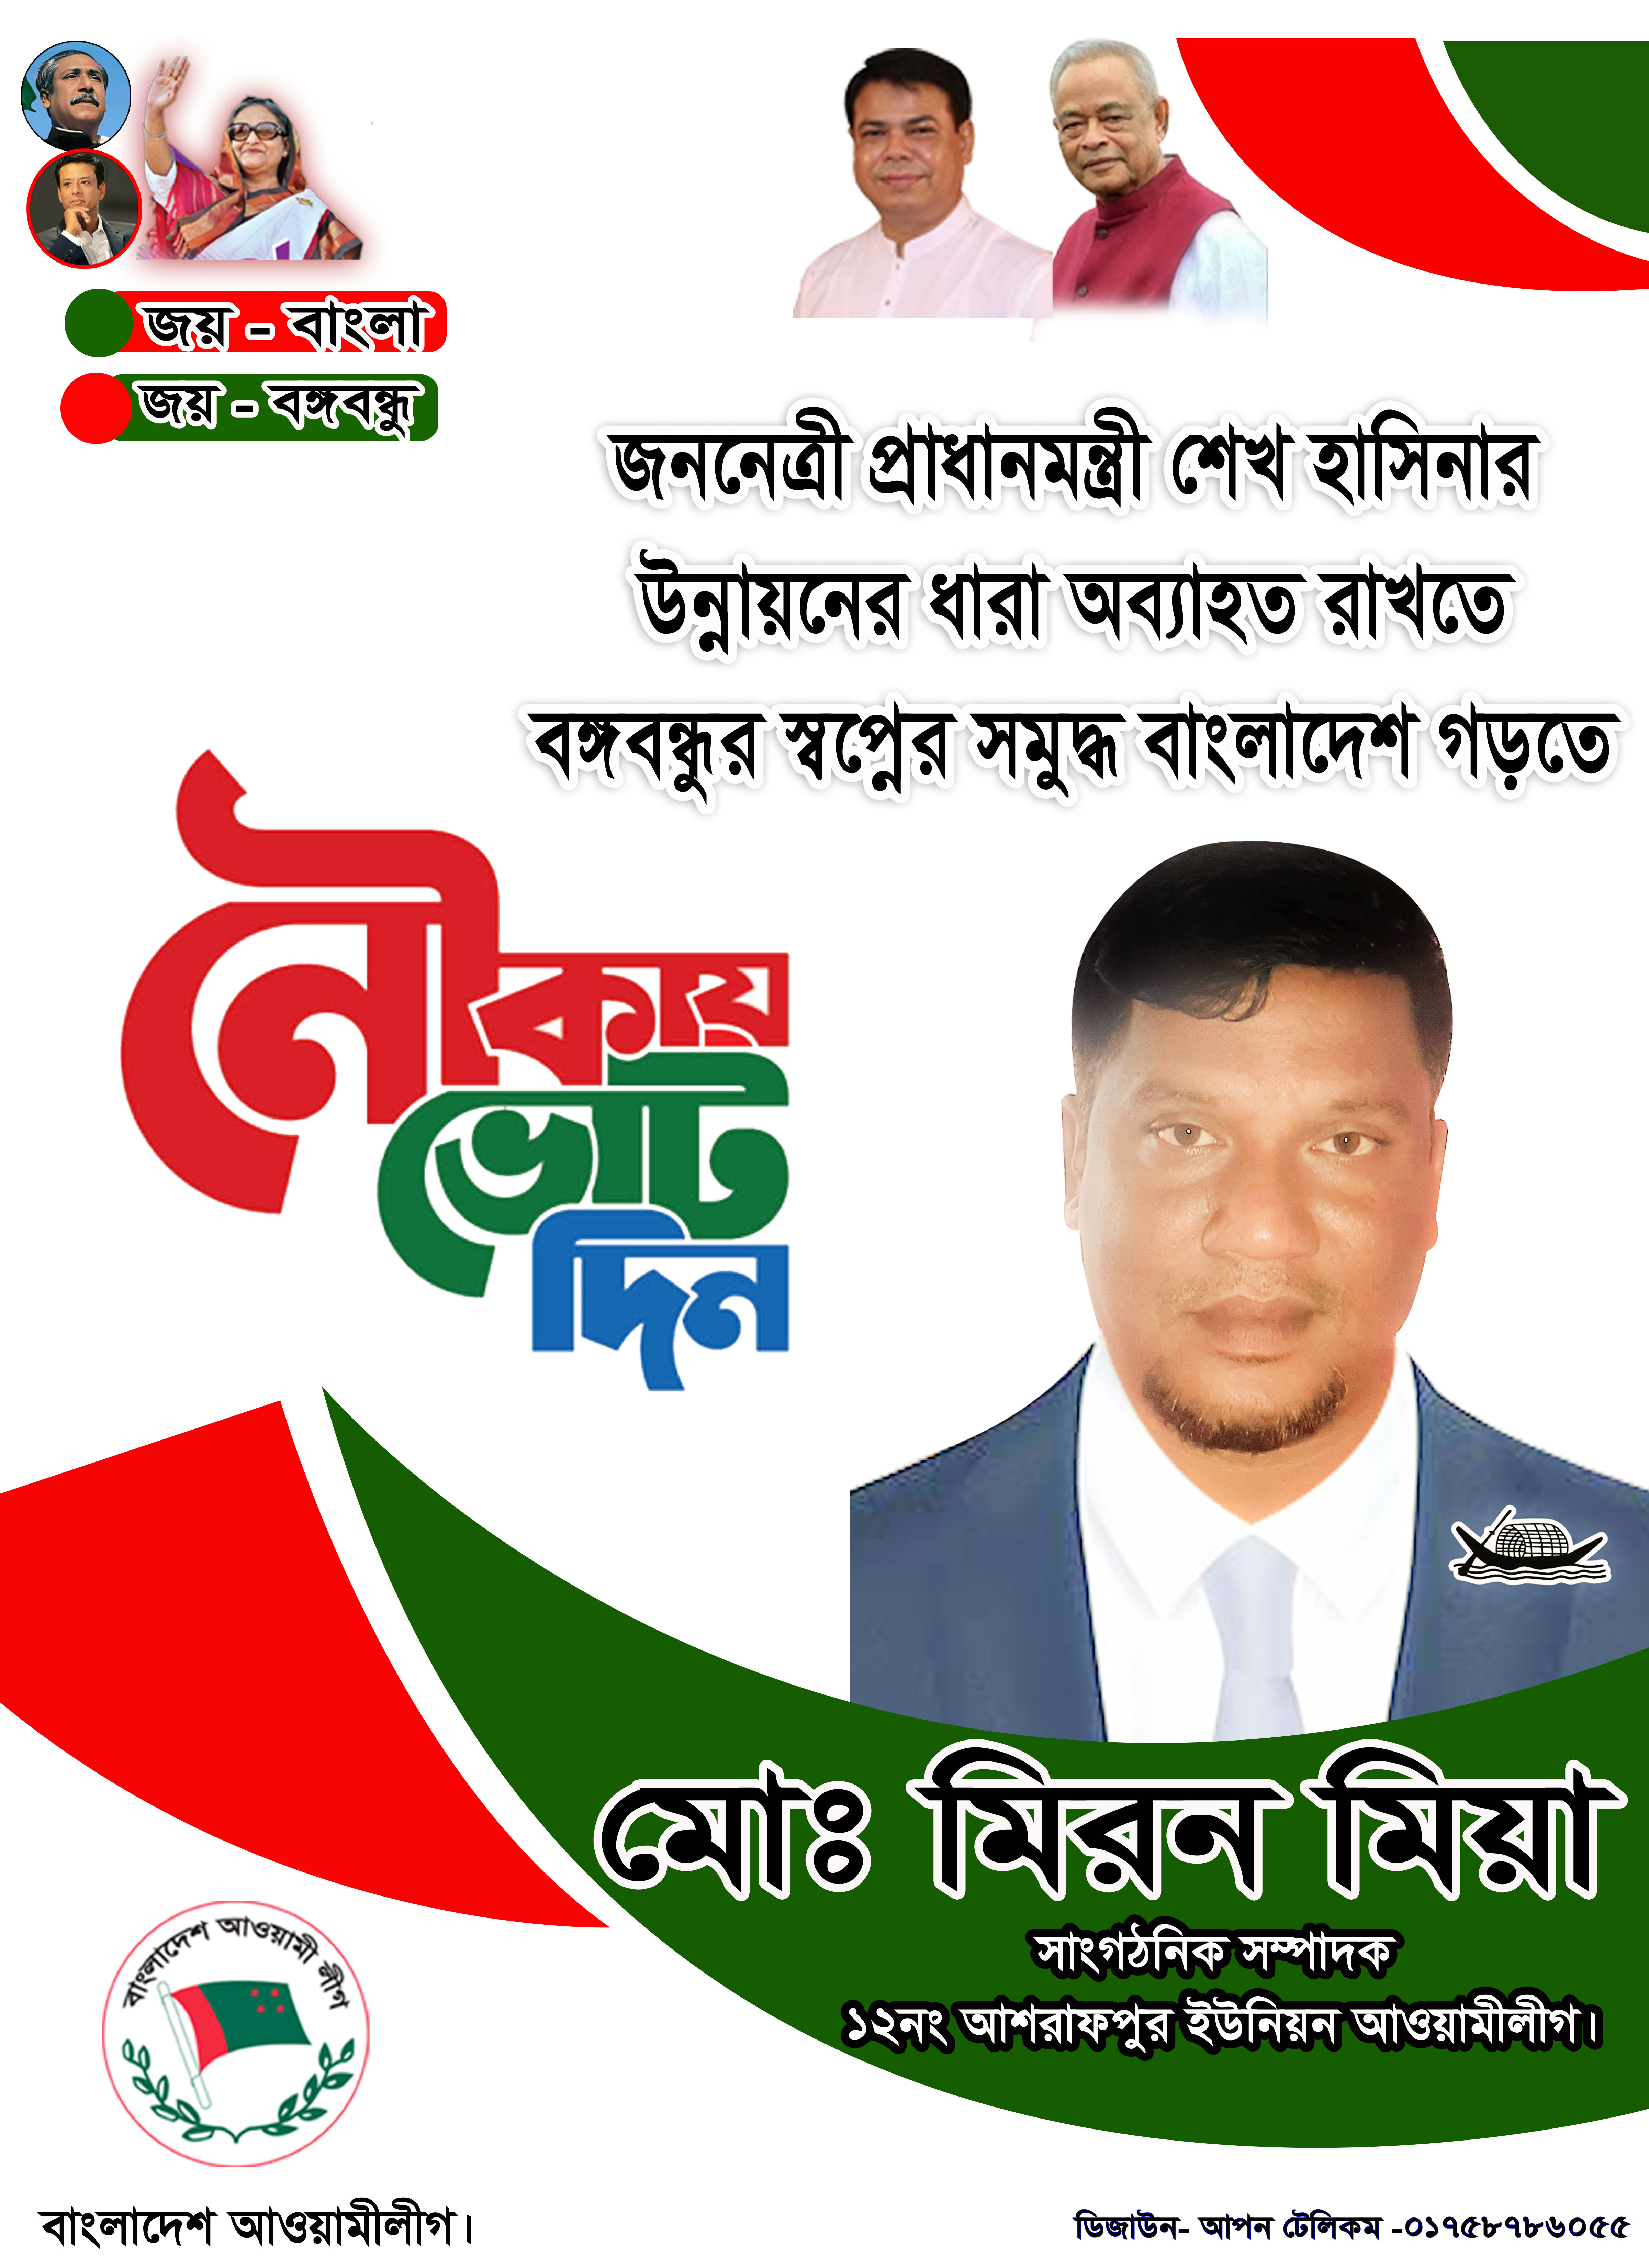 জয় - বাংলা
জয় - বঙ্গবন্ধু
জননেত্রী প্রাধানমন্ত্রী শেখ হাসিনার
উন্নায়নের ধারা অব্যাহত রাখতে
বঙ্গবন্ধুর স্বপ্নের সমুদ্ধ বাংলাদেশ গড়তে
নৌকায়
ভোট
দিন
মোঃ মিরন মিয়া
সাংগঠনিক সম্পাদক
১২নং আশরাফপুর ইউনিয়ন আওয়ামীলীগ।
বাংলাদেশ আওয়ামী লীগ
বাংলাদেশ আওয়ামীলীগ।
ডিজাউন- আপন টেলিকম -০১৭৫৮৭৮৬০৫৫